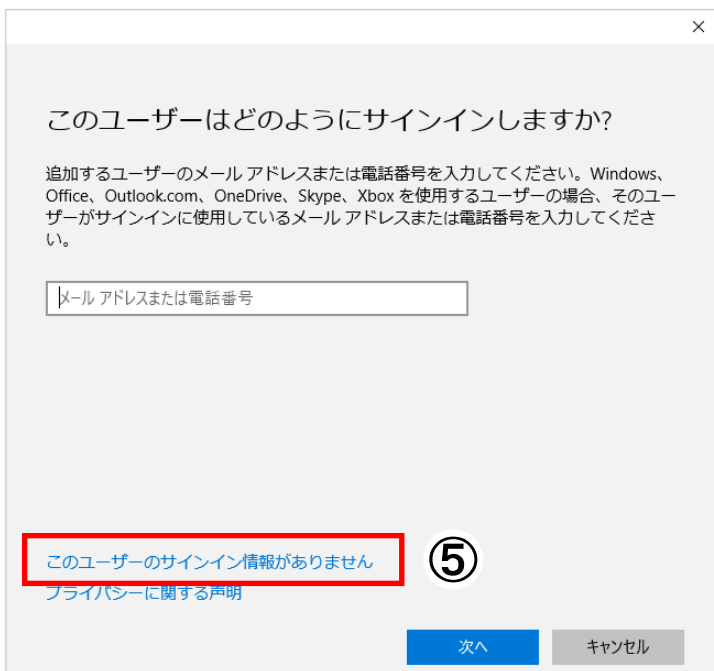 ×
このユーザーはどのようにサインインしますか?
追加するユーザーのメール アドレスまたは電話番号を入力してください。Windows、
Office、Outlook.com、OneDrive、Skype、Xbox を使用するユーザーの場合、そのユー
ザーがサインインに使用しているメール アドレスまたは電話番号を入力してくださ
い。
メール アドレスまたは電話番号
このユーザーのサインイン情報がありません
⑤
プライバシーに関する声明
次へ
キャンセル